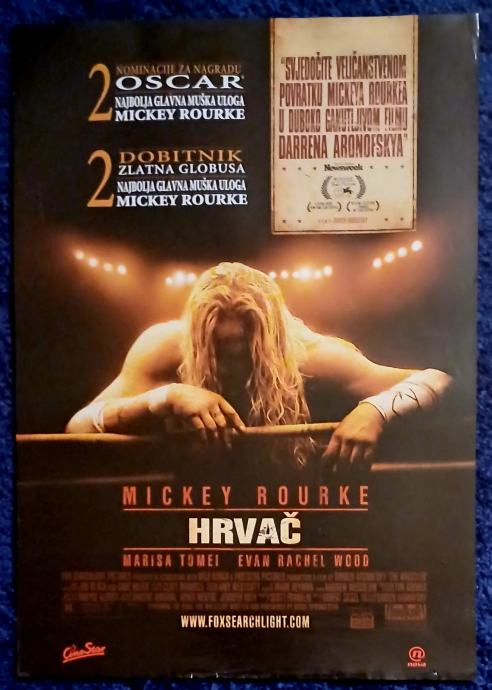 2 NOMINACIJE ZA NAGRADU
OSCAR
NAJBOLJA GLAVNA MUŠKA ULOGA
MICKEY ROURKE
2 DOBITNIK
ZLATNA GLOBUSA
NAJBOLJA GLAVNA MUŠKA ULOGA
MICKEY ROURKE
"SVJEDOČITE VELIČANSTVENOM
POVRATKU MICKEYA ROURKEA
U DUBOKO GANUTLJIVOM FILMU
DARRENA ARONOFSKYA"
Newsweek
MICKEY ROURKE
HRVAČ
MARISA TOMEI EVAN RACHEL WOOD
WWW.FOXSEARCHLIGHT.COM
CineStar
nova